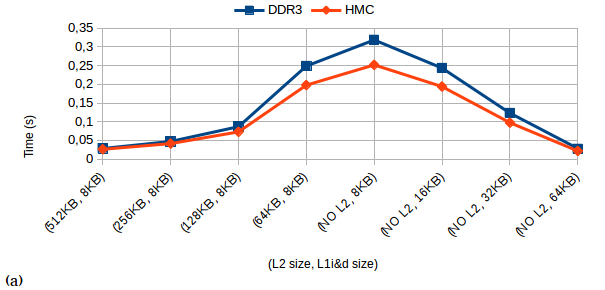 DDR3 HMC
0,35
0,3
0,25
0,2
0,15
0,1
0,05
0
Time (s)
(512KB, 8KB)
(256KB, 8KB)
(128KB, 8KB)
(64KB, 8KB)
(NO L2, 8KB)
(NO L2, 16KB)
(NO L2, 32KB)
(NO L2, 64KB)
(L2 size, L1i&d size)
(a)